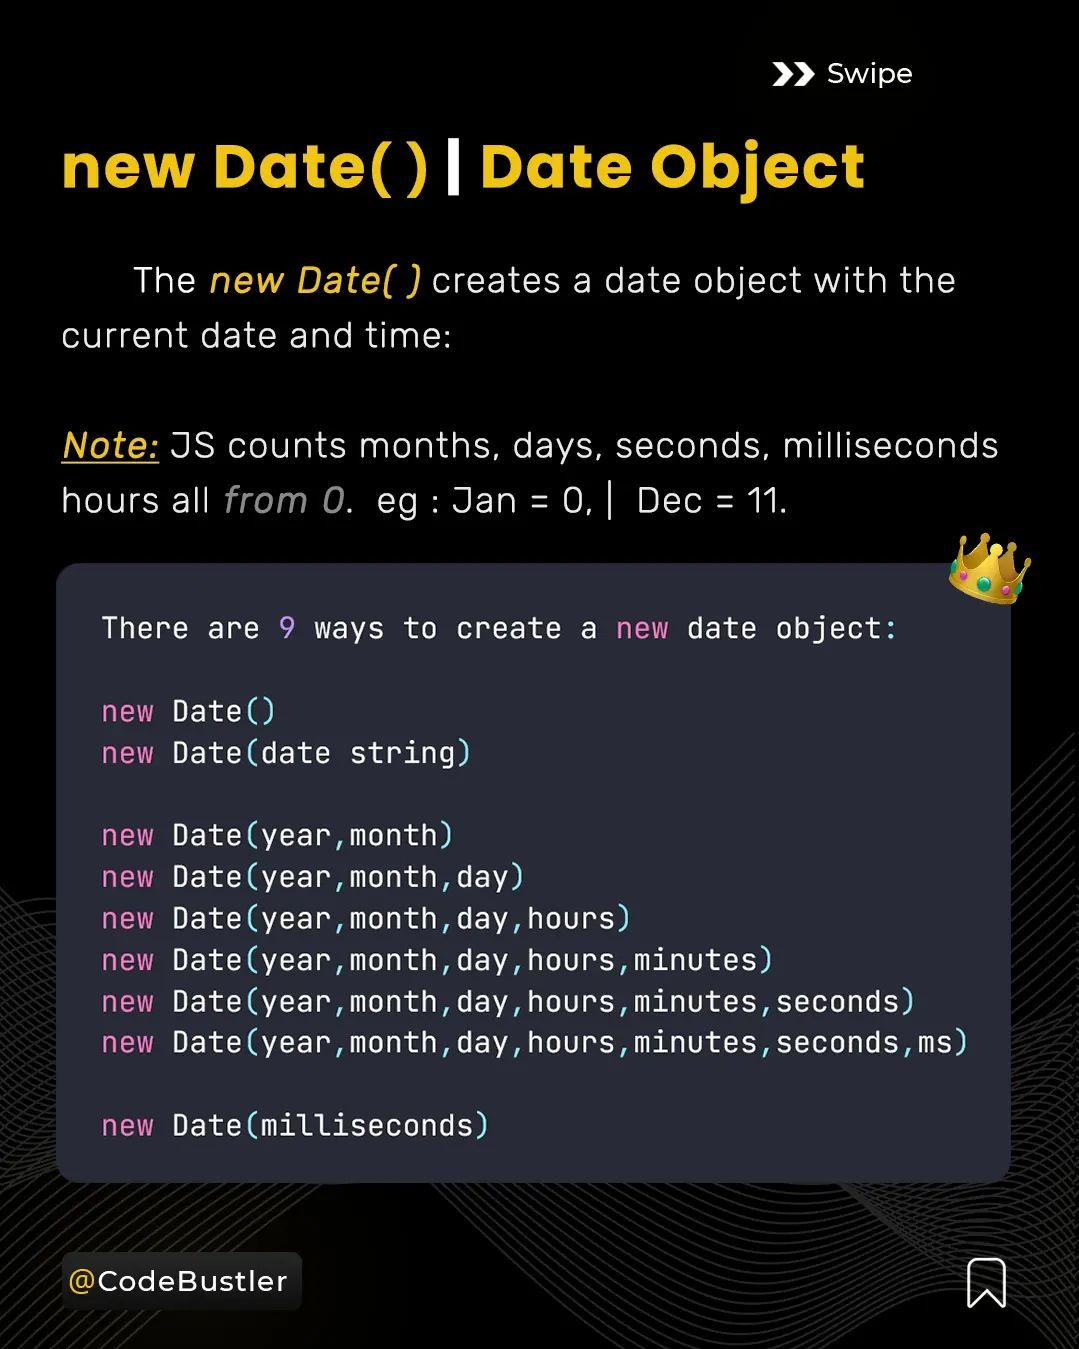 Swipe
new Date( ) | Date Object
The new Date( ) creates a date object with the
current date and time:
Note: JS counts months, days, seconds, milliseconds
hours all from 0. eg : Jan = 0, | Dec = 11.
There are 9 ways to create a new date object:
new Date()
new Date(date string)
new Date(year,month)
new Date(year,month,day)
new Date(year,month,day,hours)
new Date(year,month,day,hours,minutes)
new Date(year,month,day,hours,minutes,seconds)
new Date(year,month,day,hours,minutes,seconds,ms)
new Date(milliseconds)
@CodeBustler